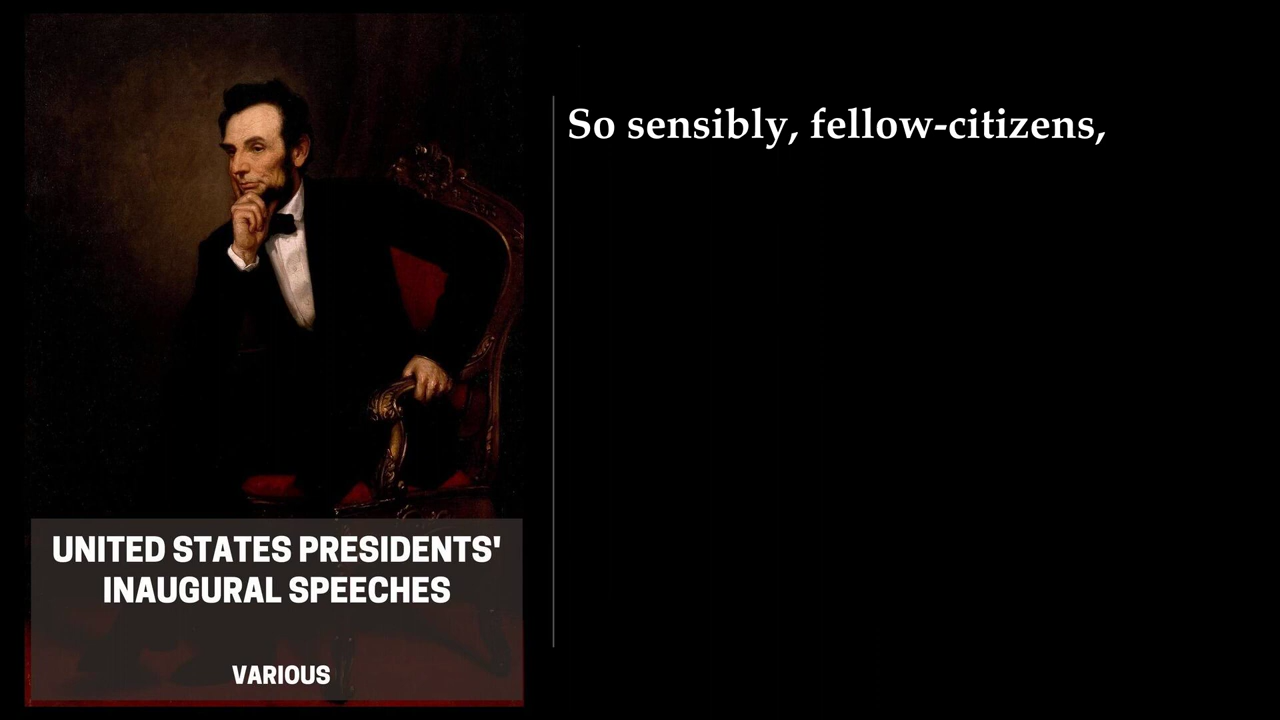 So sensibly, fellow-citizens,
UNITED STATES PRESIDENTS'
INAUGURAL SPEECHES
VARIOUS